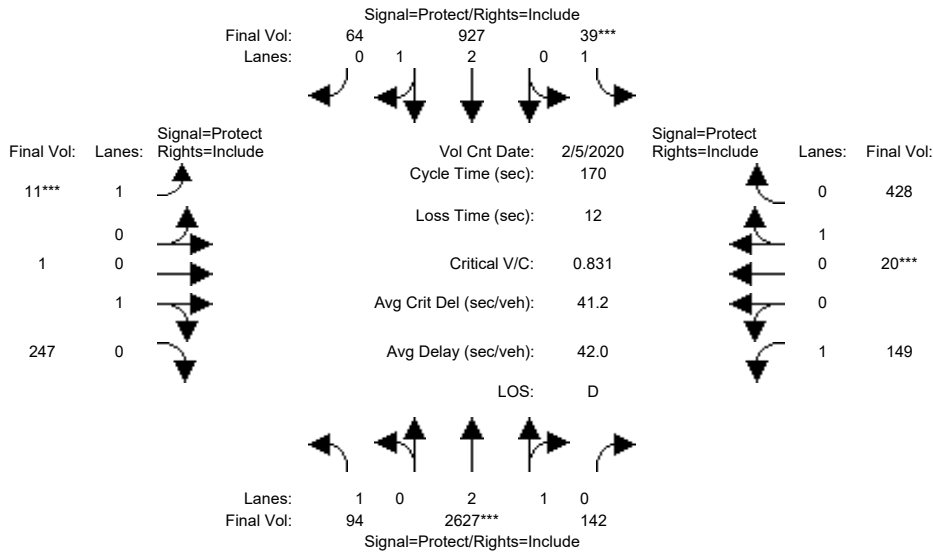 Signal=Protect/Rights=Include
Final Vol: 64 927 39***
Lanes: 0 1 2 0 1
Signal=Protect
Final Vol: Lanes: Rights=Include
Vol Cnt Date: 2/5/2020
Signal=Protect
Rights=Include Lanes: Final Vol:
Cycle Time (sec): 170
11*** 1
0 428
Loss Time (sec): 12
0
1
1 0
Critical V/C: 0.831
0 20***
1
Avg Crit Del (sec/veh): 41.2
0
247 0
Avg Delay (sec/veh): 42.0
1 149
LOS: D
Lanes: 1 0 2 1 0
Final Vol: 94 2627*** 142
Signal=Protect/Rights=Include